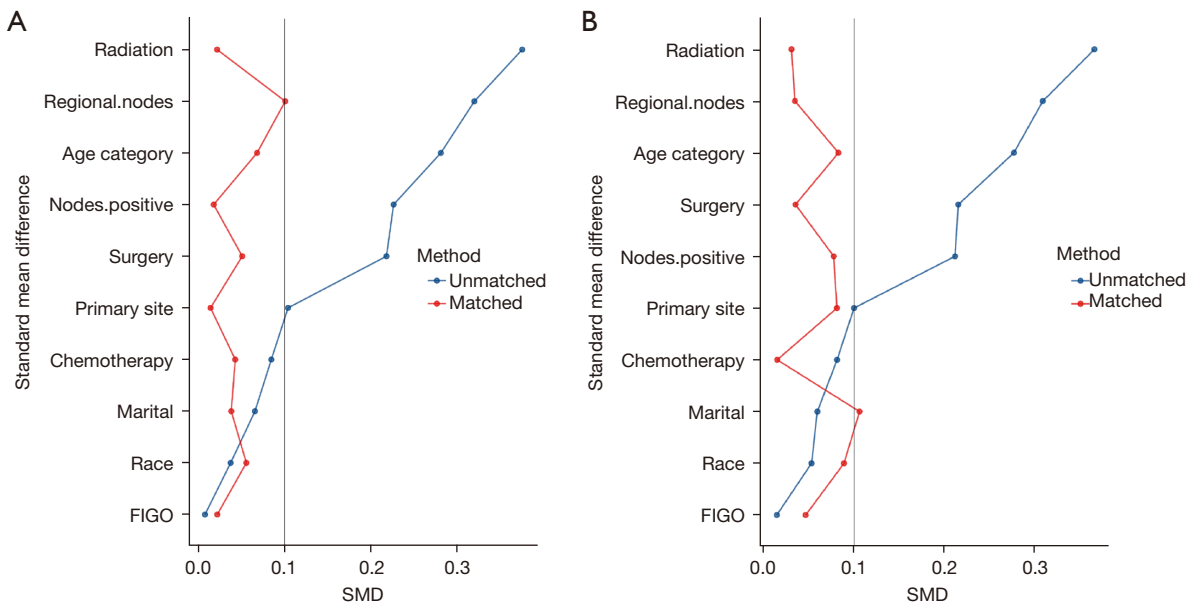 A
Standard mean difference
Radiation
Regional.nodes
Age category
Nodes.positive
Surgery
Primary site
Chemotherapy
Marital
Race
FIGO
Method
Unmatched
Matched
0.0 0.1 0.2 0.3
SMD
B
Standard mean difference
Radiation
Regional.nodes
Age category
Surgery
Nodes.positive
Primary site
Chemotherapy
Marital
Race
FIGO
Method
Unmatched
Matched
0.0 0.1 0.2 0.3
SMD